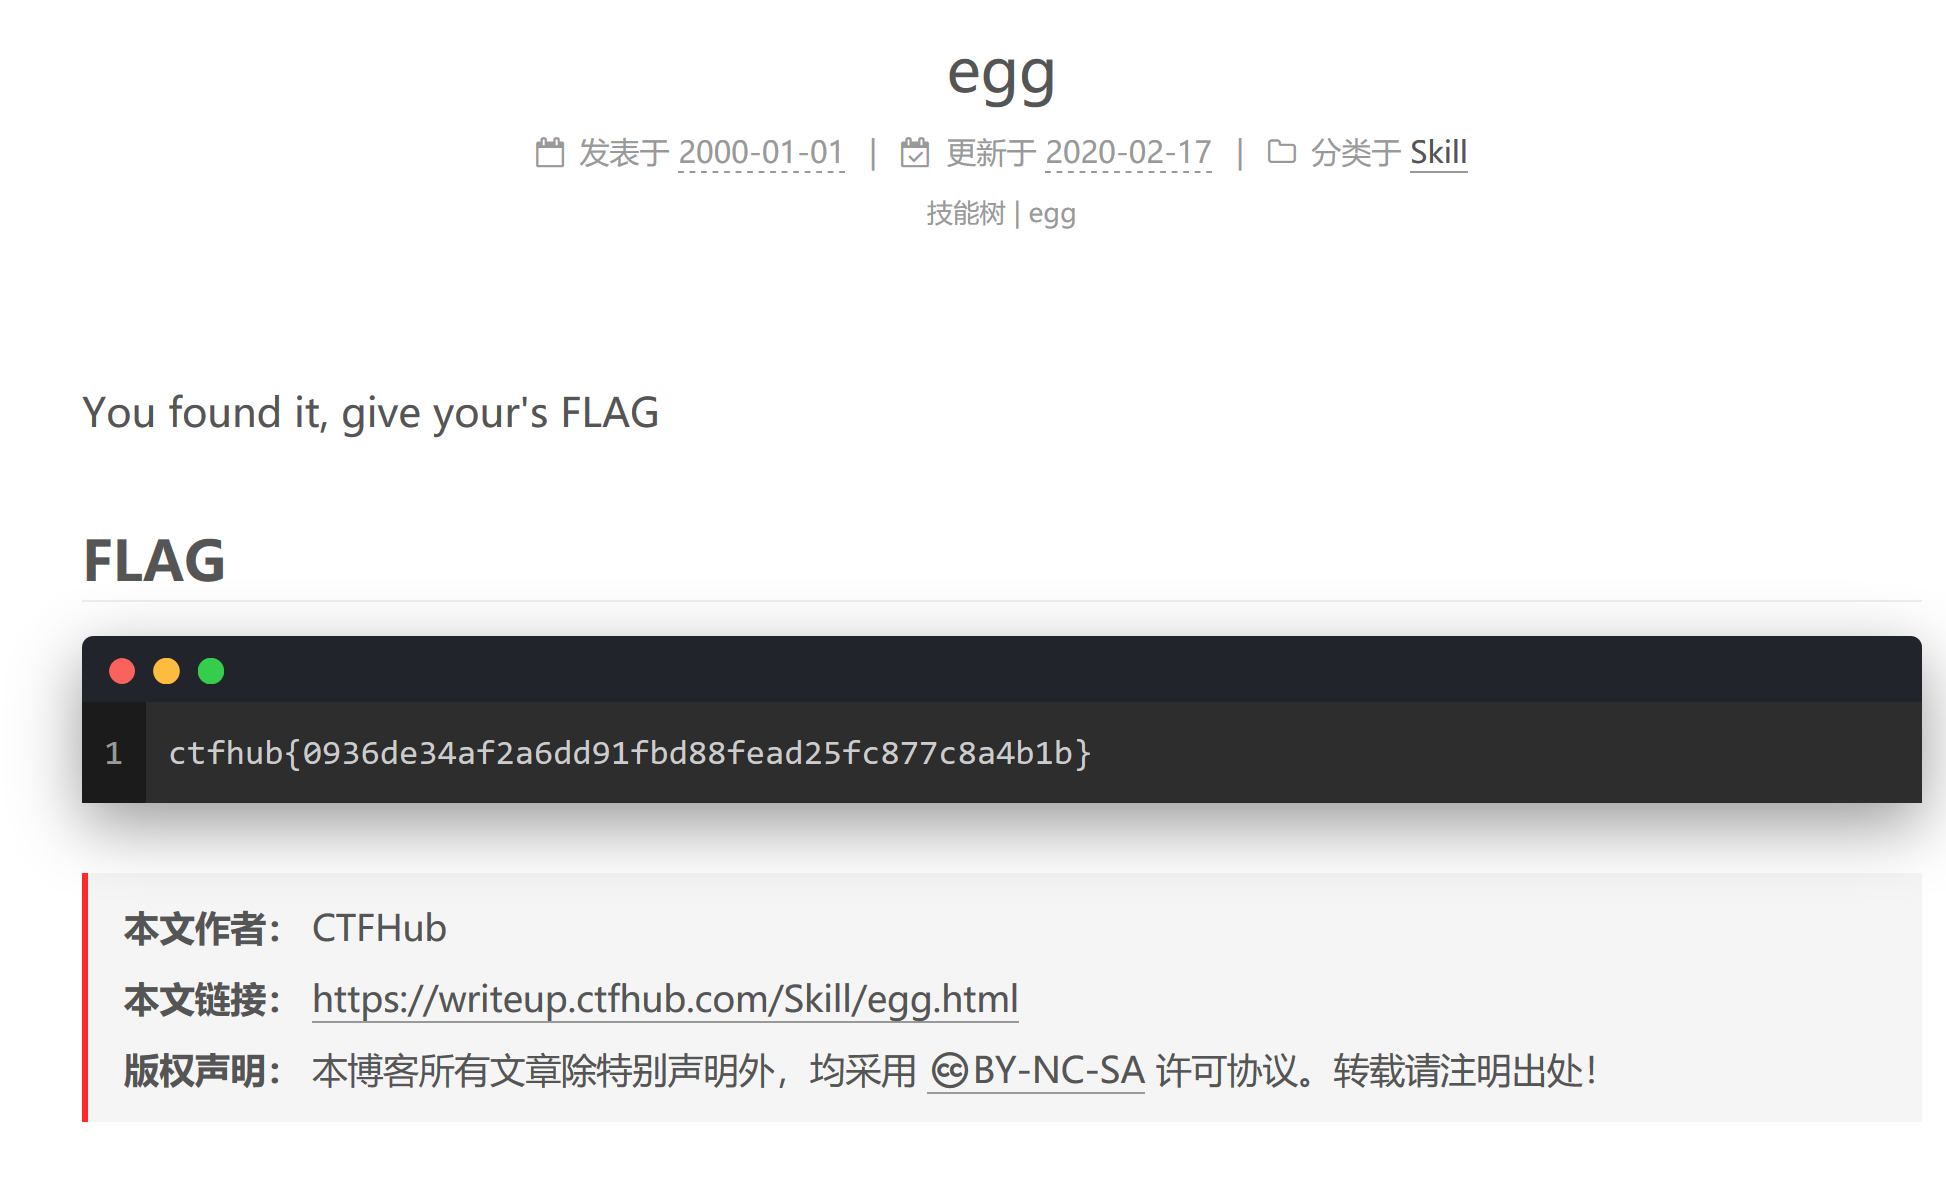 egg
发表于 2000-01-01 | 更新于 2020-02-17 | 分类于 Skill
技能树 | egg
You found it, give your's FLAG
FLAG
1 ctfhub{0936de34af2a6dd91fbd88fead25fc877c8a4b1b}
本文作者： CTFHub
本文链接： https://writeup.ctfhub.com/Skill/egg.html
版权声明： 本博客所有文章除特别声明外，均采用 🅭BY-NC-SA 许可协议。转载请注明出处！